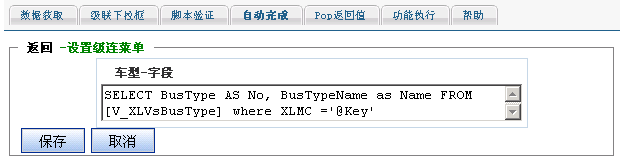 数据获取 级联下拉框 脚本验证 自动完成 Pop返回值 功能执行 帮助
返回 -设置级连菜单
车型-字段
SELECT BusType AS No, BusTypeName as Name FROM
[V_XLVsBusType] where XLMC ='@Key'
保存 取消